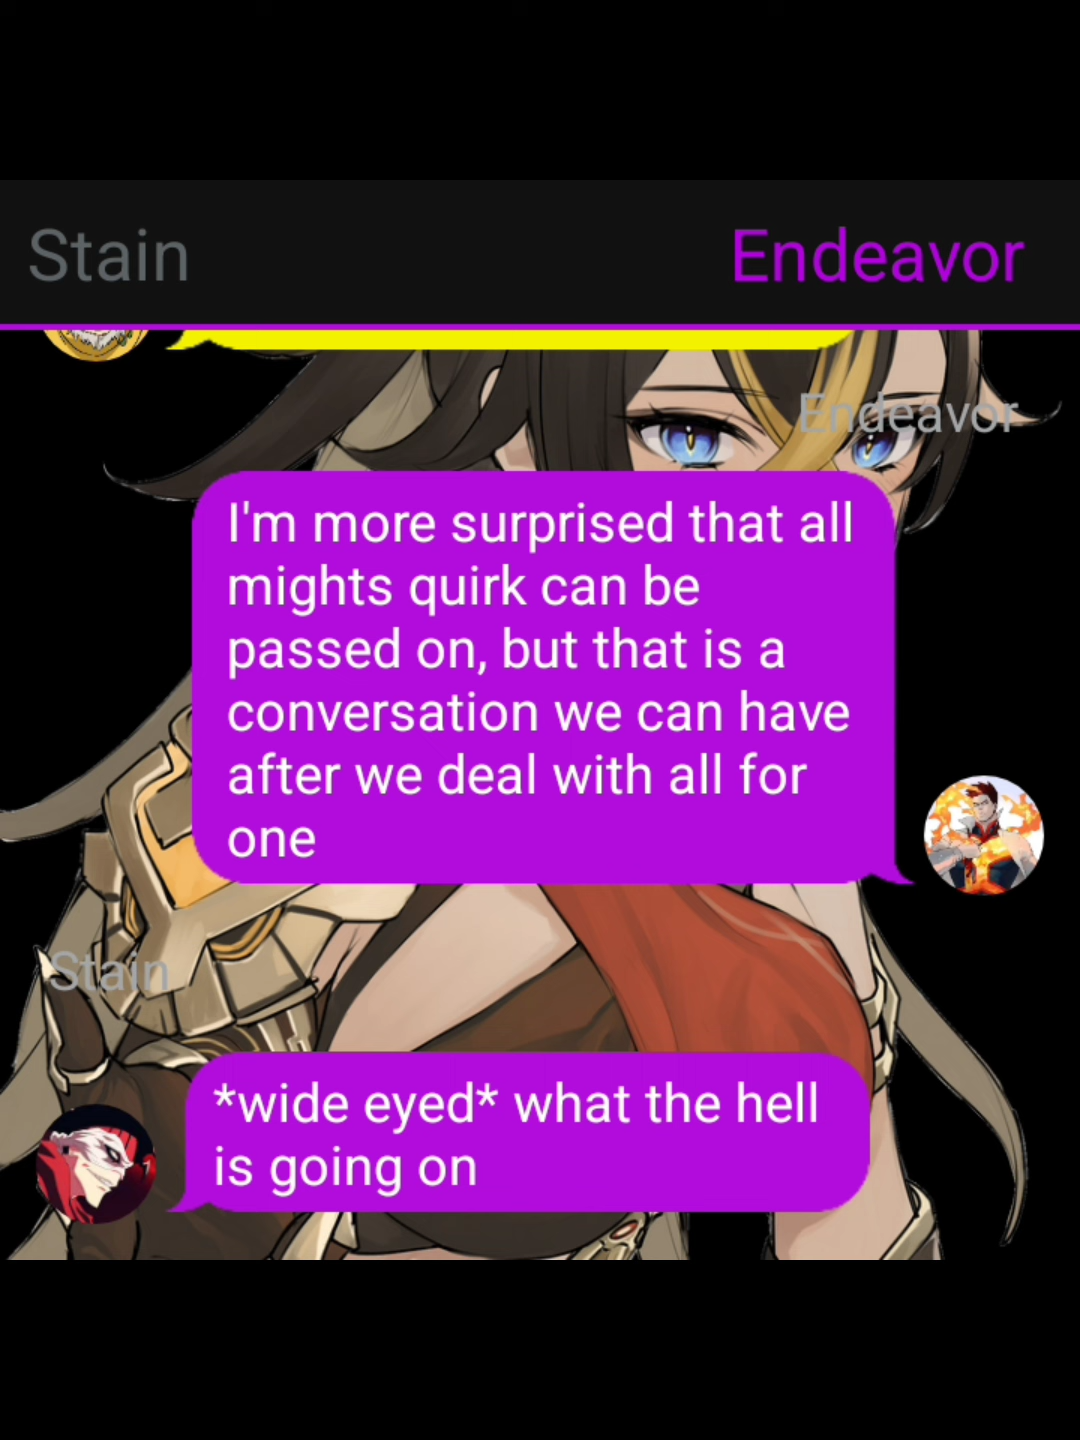 Stain Endeavor
Endeavor
I'm more surprised that all
mights quirk can be
passed on, but that is a
conversation we can have
after we deal with all for
one
Stain
*wide eyed* what the hell
is going on